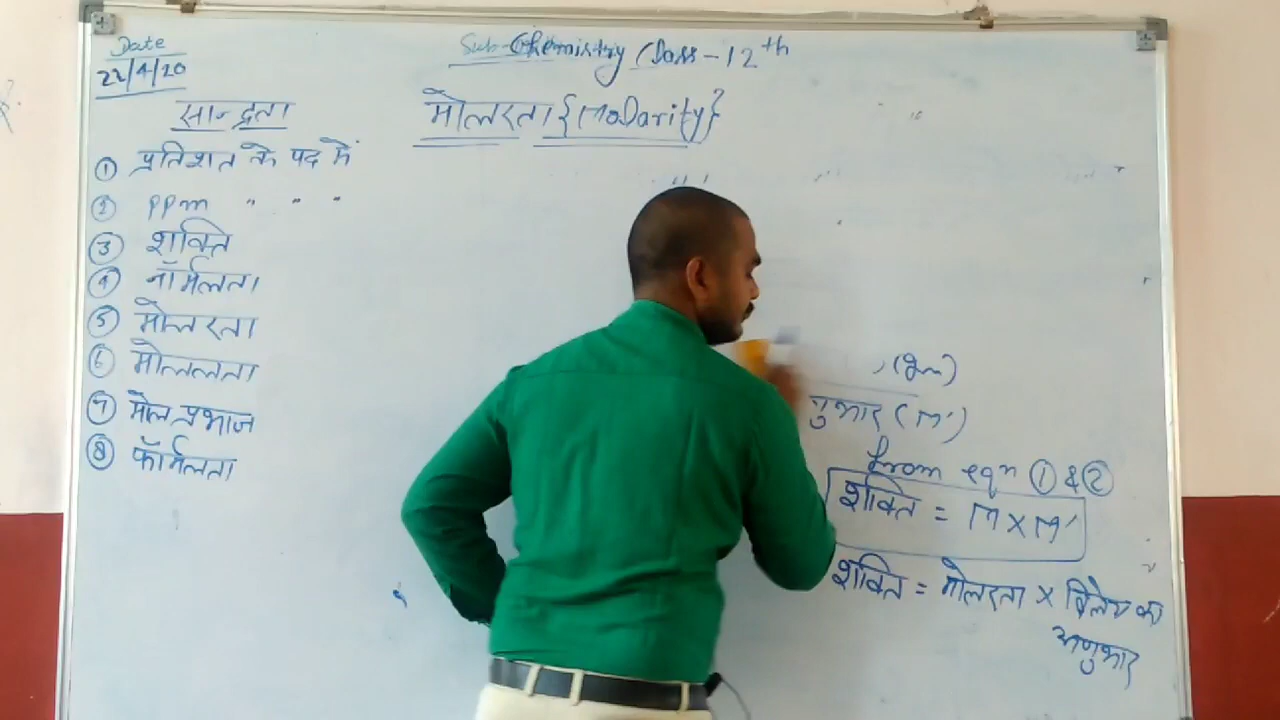 Date
22/4/20
Sub-Chemistry Class-12th
सान्द्रता
मोलरता {Molarity}
① प्रतिशत के पद में
② ppm " " "
③ शक्ति
④ नॉर्मलता
⑤ मोलरता
⑥ मोललता
⑦ मोल प्रभाज
⑧ फॉर्मलता
(gm)
णुभार (M')
from eqn ① & ②
शक्ति = M × M'
शक्ति = मोलरता × विलेय का
अणुभार